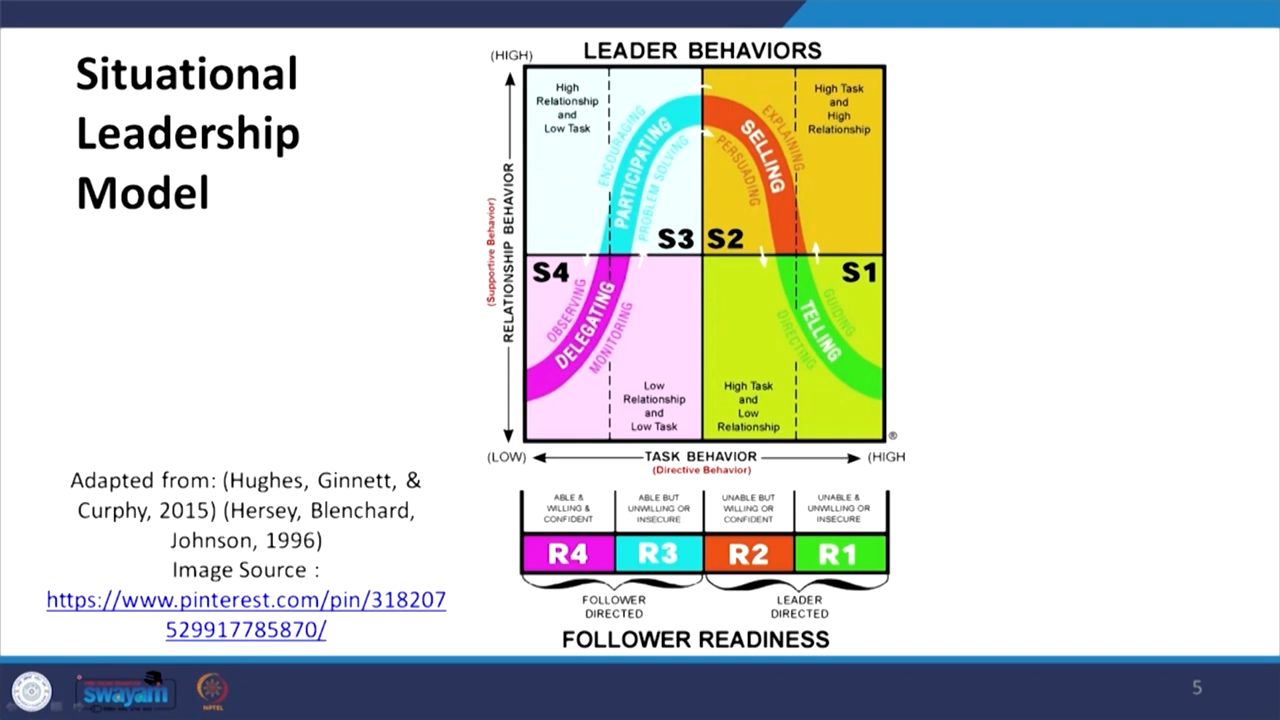 Situational
Leadership
Model
Adapted from: (Hughes, Ginnett, &
Curphy, 2015) (Hersey, Blenchard,
Johnson, 1996)
Image Source :
https://www.pinterest.com/pin/318207
529917785870/
LEADER BEHAVIORS
(HIGH)
High
Relationship
and
Low Task
High Task
and
High
Relationship
ENCOURAGING
PARTICIPATING
PROBLEM SOLVING
EXPLAINING
SELLING
PERSUADING
S3
S2
S4
S1
OBSERVING
DELEGATING
MONITORING
GUIDING
TELLING
DIRECTING
Low
Relationship
and
Low Task
High Task
and
Low
Relationship
®
(Supportive Behavior)
RELATIONSHIP BEHAVIOR
(LOW)
TASK BEHAVIOR
(HIGH
(Directive Behavior)
ABLE &
WILLING &
CONFIDENT
ABLE BUT
UNWILLING OR
INSECURE
UNABLE BUT
WILLING OR
CONFIDENT
UNABLE &
UNWILLING OR
INSECURE
R4
R3
R2
R1
FOLLOWER
DIRECTED
LEADER
DIRECTED
FOLLOWER READINESS
swayam
NPTEL
5